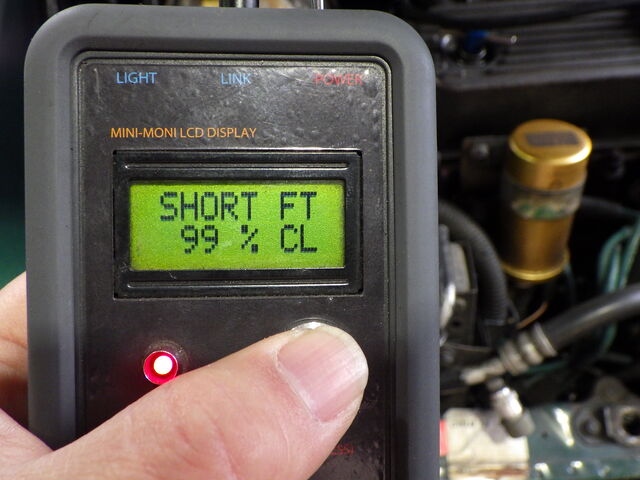 LIGHT LINK POWER
MINI-MONI LCD DISPLAY
SHORT FT
99 % CL